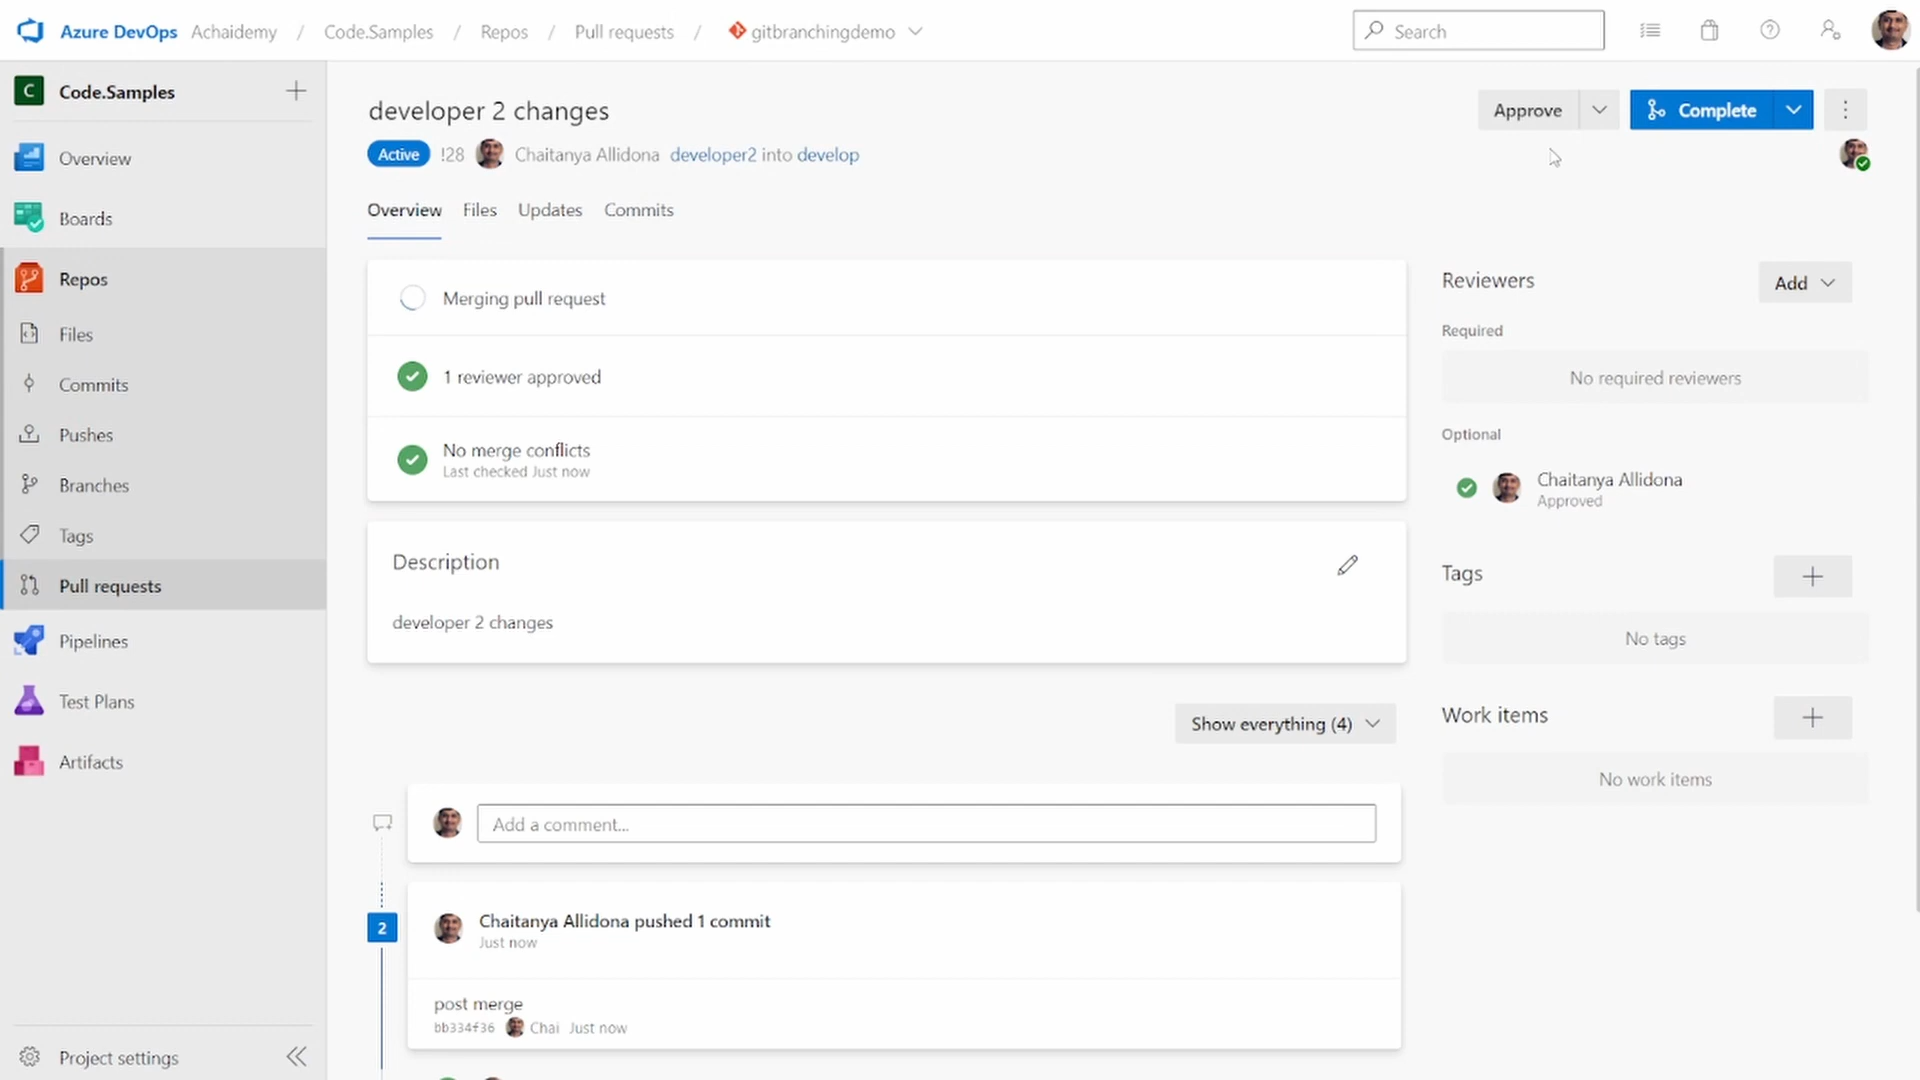 Azure DevOps Achaidemy / Code.Samples / Repos / Pull requests / gitbranchingdemo
Search
C Code.Samples
Overview
Boards
Repos
Files
Commits
Pushes
Branches
Tags
Pull requests
Pipelines
Test Plans
Artifacts
Project settings
developer 2 changes
Approve
Complete
Active !28 Chaitanya Allidona developer2 into develop
Overview Files Updates Commits
Merging pull request
1 reviewer approved
No merge conflicts
Last checked Just now
Description
developer 2 changes
Show everything (4)
Add a comment...
2
Chaitanya Allidona pushed 1 commit
Just now
post merge
bb334f36 Chai Just now
Reviewers
Add
Required
No required reviewers
Optional
Chaitanya Allidona
Approved
Tags
No tags
Work items
No work items